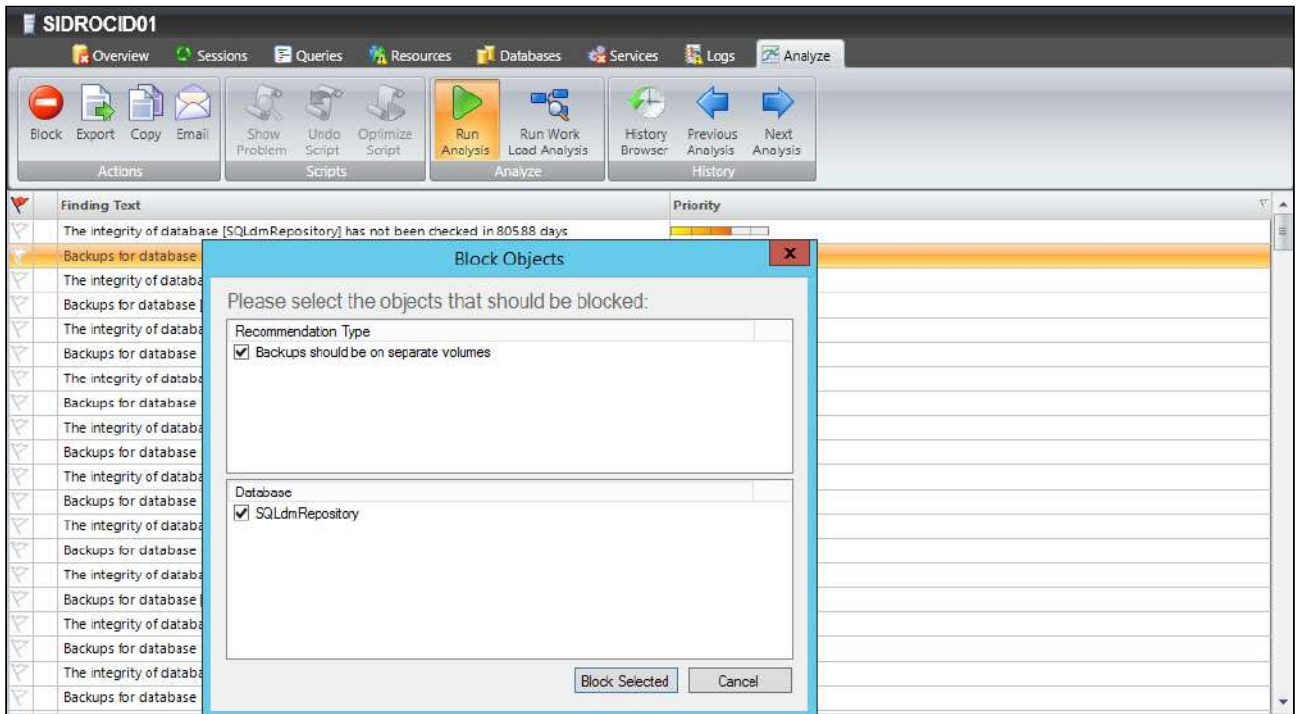 SIDROCID01
Overview Sessions Queries Resources Databases Services Logs Analyze
Block Export Copy Email Show Problem Undo Script Optimize Script Run Analysis Run Work Load Analysis History Browser Previous Analysis Next Analysis
Actions Scripts Analyze History
Finding Text Priority
The integrity of database [SQLdmRepository] has not been checked in 805.88 days
Backups for database
The integrity of databa
Backups for database [
The integrity of databa
Backups for database
The integrity of databa
Backups for database
The integrity of databa
Backups for database
The integrity of databa
Backups for database
The integrity of databa
Backups for database
The integrity of databa
Backups for database [
The integrity of databa
Backups for database
The integrity of databa
Backups for database
Block Objects
x
Please select the objects that should be blocked:
Recommendation Type
Backups should be on separate volumes
Database
SQLdmRepository
Block Selected Cancel